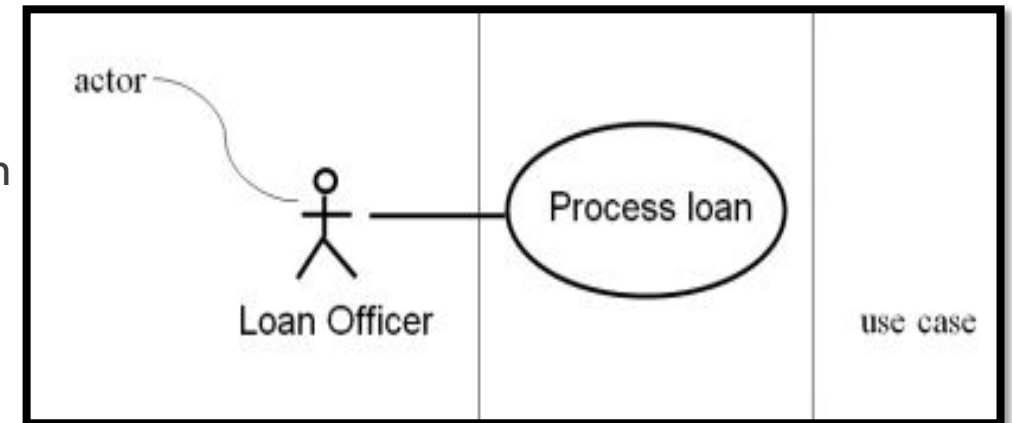 actor
n
Process loan
Loan Officer
use case